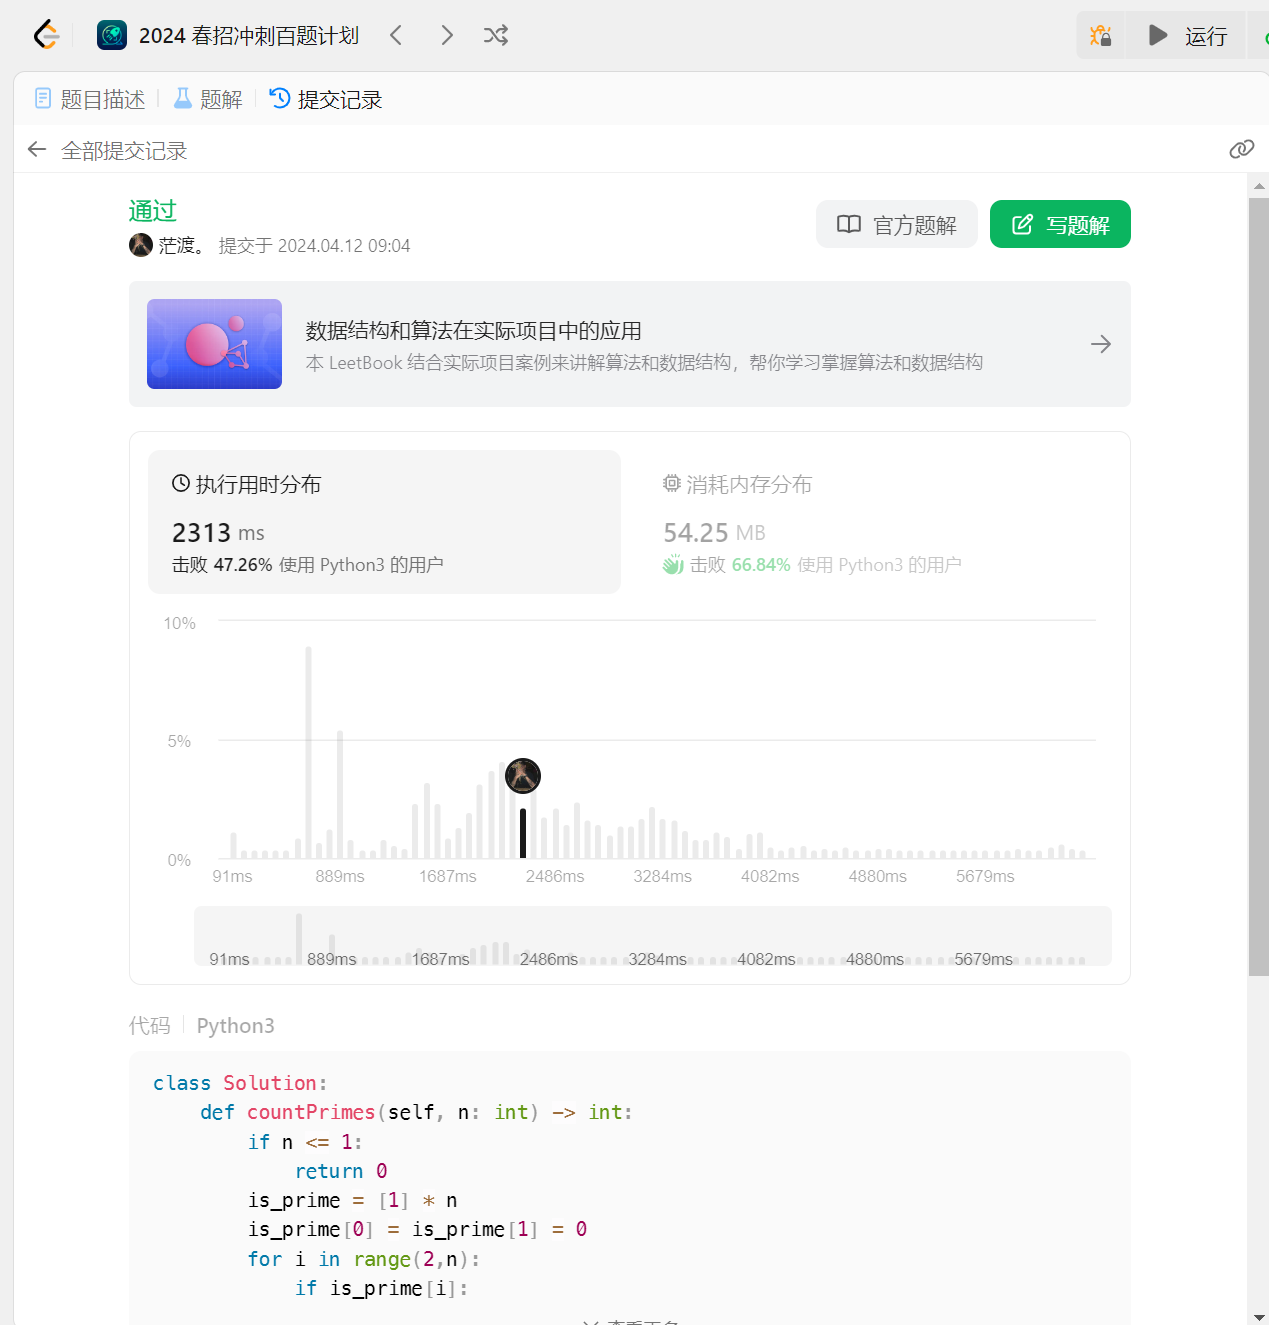 2024 春招冲刺百题计划
运行
题目描述 题解 提交记录
全部提交记录
通过
官方题解 写题解
茫渡。 提交于 2024.04.12 09:04
数据结构和算法在实际项目中的应用
本 LeetBook 结合实际项目案例来讲解算法和数据结构，帮你学习掌握算法和数据结构
执行用时分布 消耗内存分布
2313 ms 54.25 MB
击败 47.26% 使用 Python3 的用户 击败 66.84% 使用 Python3 的用户
10%
5%
0%
91ms 889ms 1687ms 2486ms 3284ms 4082ms 4880ms 5679ms
91ms 889ms 1687ms 2486ms 3284ms 4082ms 4880ms 5679ms
代码 Python3
class Solution:
    def countPrimes(self, n: int) -> int:
        if n <= 1:
            return 0
        is_prime = [1] * n
        is_prime[0] = is_prime[1] = 0
        for i in range(2,n):
            if is_prime[i]: